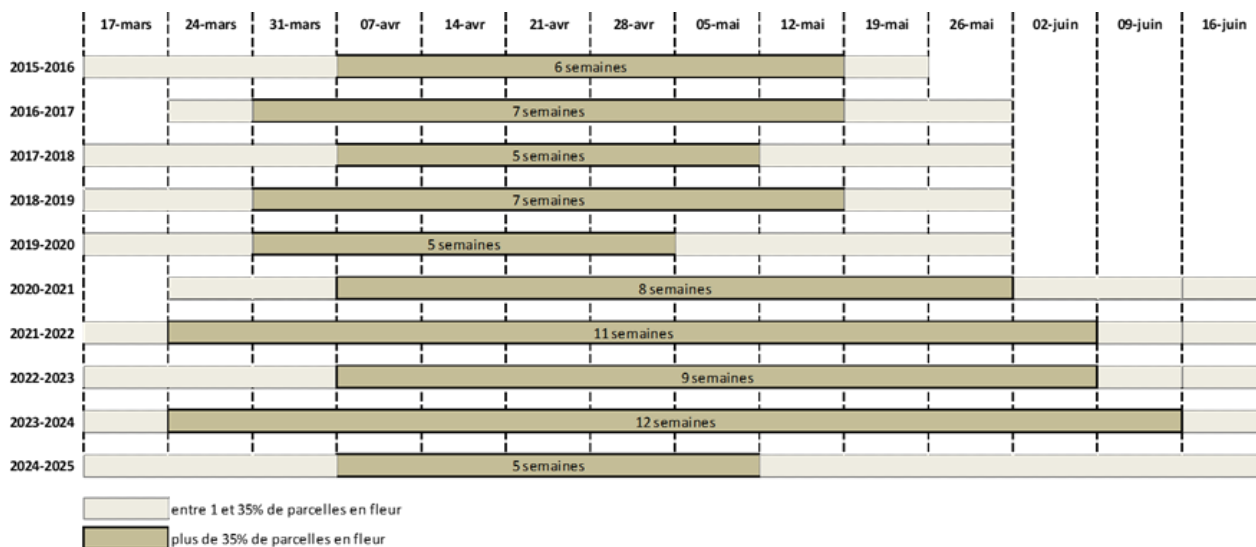 17-mars 24-mars 31-mars 07-avr 14-avr 21-avr 28-avr 05-mai 12-mai 19-mai 26-mai 02-juin 09-juin 16-juin
2015-2016 6 semaines
2016-2017 7 semaines
2017-2018 5 semaines
2018-2019 7 semaines
2019-2020 5 semaines
2020-2021 8 semaines
2021-2022 11 semaines
2022-2023 9 semaines
2023-2024 12 semaines
2024-2025 5 semaines
entre 1 et 35% de parcelles en fleur
plus de 35% de parcelles en fleur